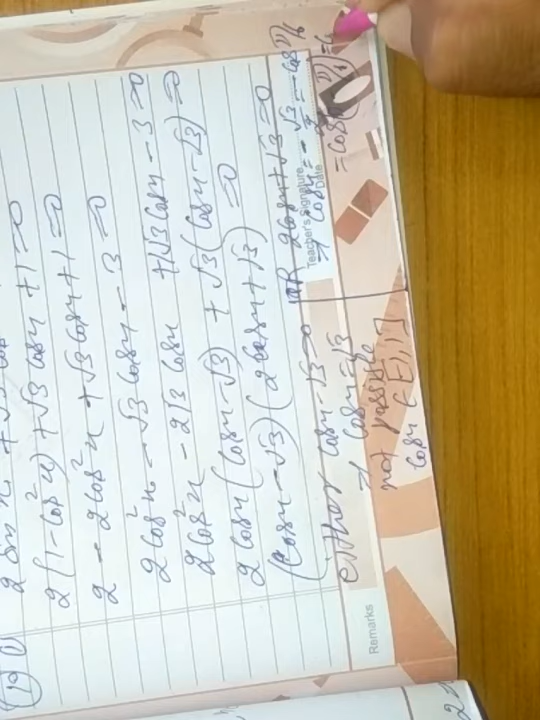 2(1-cos²x) + √3 cosx + 1 = 0
2 - 2cos²x + √3 cosx + 1 = 0
2cos²x - √3 cosx - 3 = 0
2cos²x - 2√3 cosx + √3 cosx - 3 = 0
2cosx (cosx - √3) + √3 (cosx - √3) = 0
(cosx - √3) (2cosx + √3) = 0
either cosx - √3 = 0 OR 2cosx + √3 = 0
⇒ cosx = √3
not possible
cosx ∈ [-1, 1]
⇒ cosx = -√3/2 = -cos π/6
Teacher's Signature
Date
Remarks